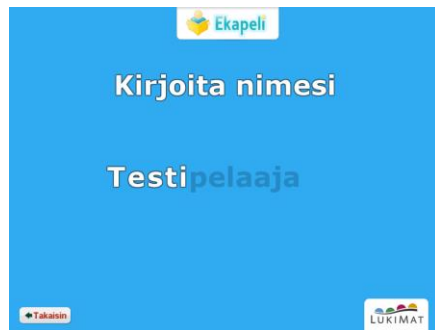 Ekapeli
Kirjoita nimesi
Testipelaaja
Takaisin
LUKIMAT